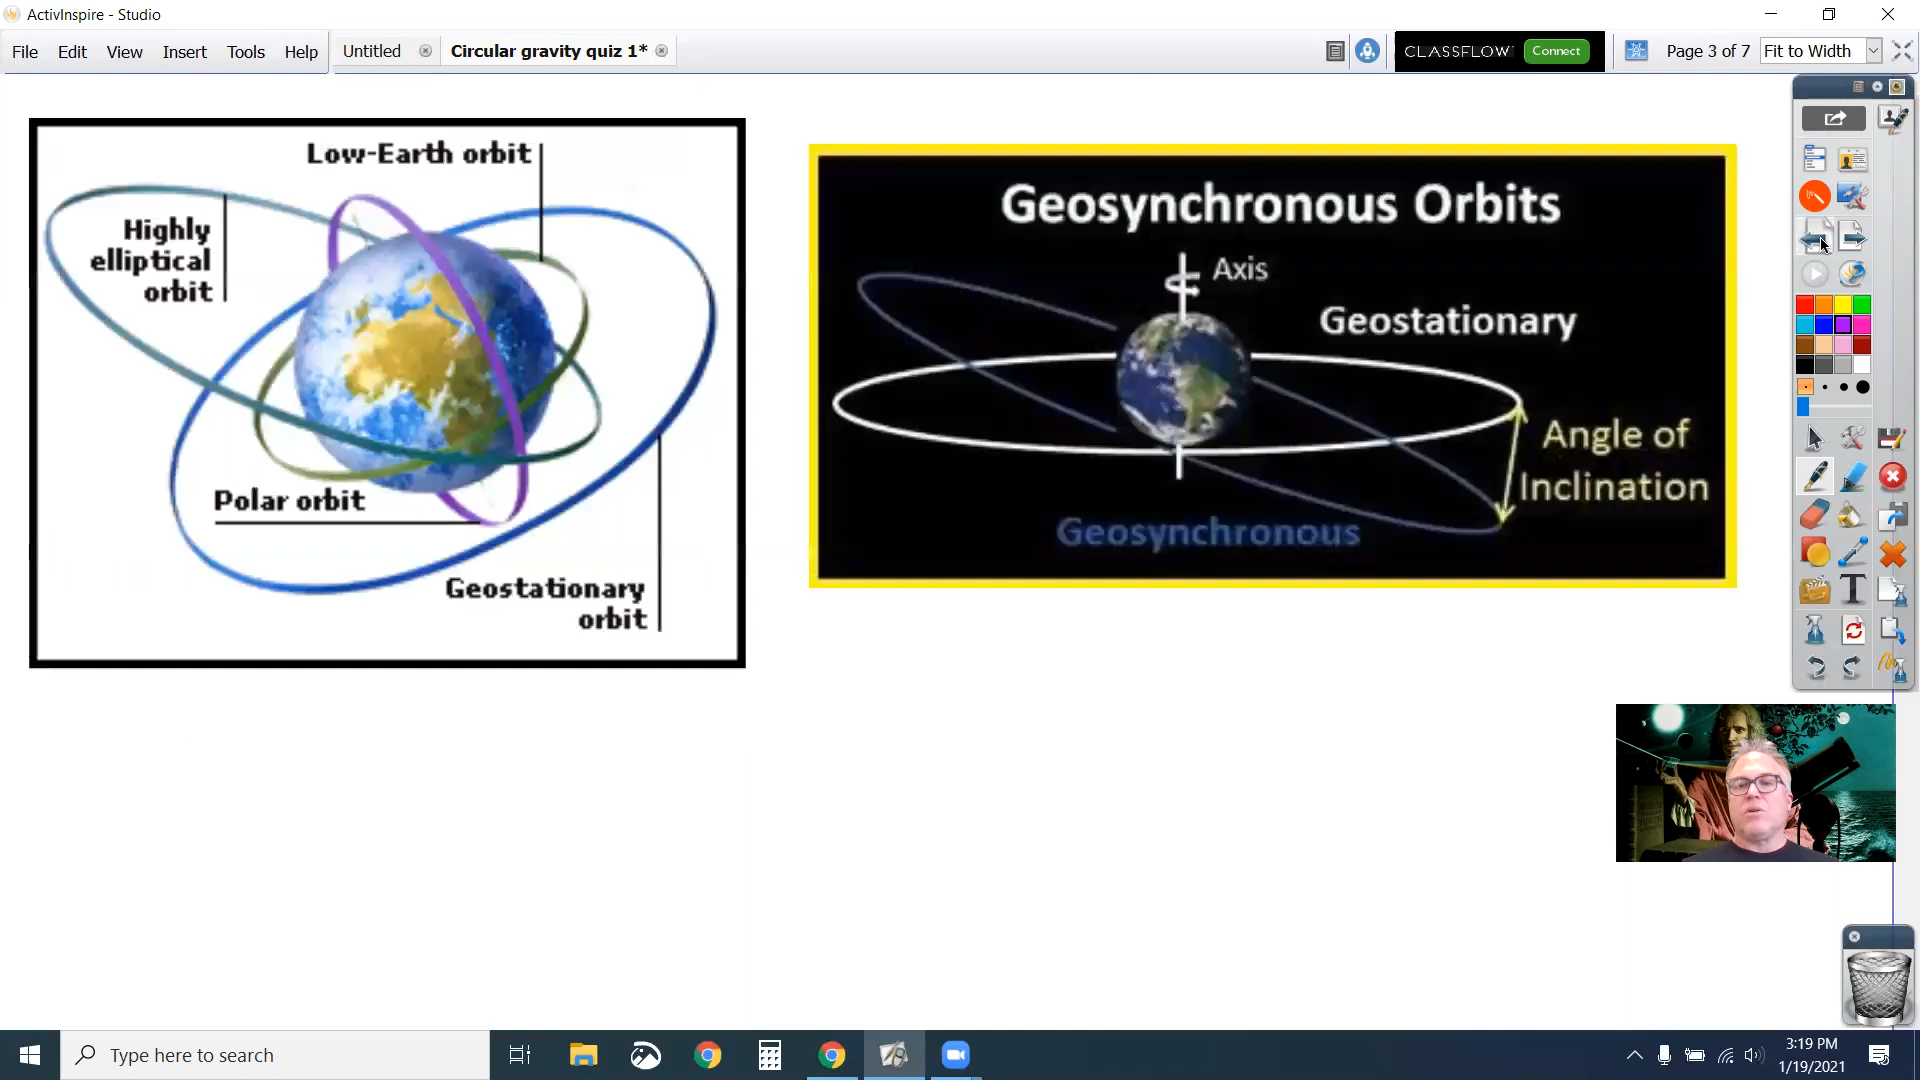 ActivInspire - Studio
File Edit View Insert Tools Help
Untitled
Circular gravity quiz 1*
CLASSFLOW
Connect
Page 3 of 7
Fit to Width
Low-Earth orbit
Highly
elliptical
orbit
Polar orbit
Geostationary
orbit
Geosynchronous Orbits
Axis
Geostationary
Angle of
Inclination
Geosynchronous
T
Type here to search
3:19 PM
1/19/2021